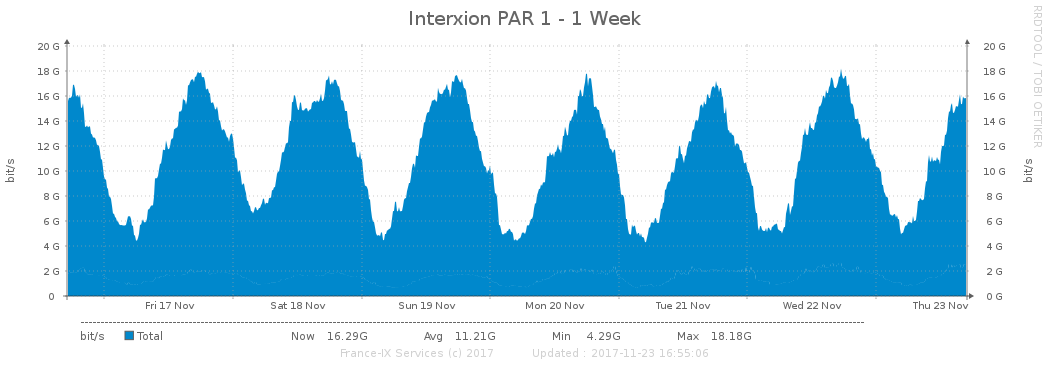 Interxion PAR 1 - 1 Week
RRDTOOL / TOBI OETIKER
20 G 20 G
18 G 18 G
16 G 16 G
14 G 14 G
12 G 12 G
10 G 10 G
8 G 8 G
6 G 6 G
4 G 4 G
2 G 2 G
0 0 G
bit/s bit/s
Fri 17 Nov Sat 18 Nov Sun 19 Nov Mon 20 Nov Tue 21 Nov Wed 22 Nov Thu 23 Nov
bit/s Total Now 16.29G Avg 11.21G Min 4.29G Max 18.18G
France-IX Services (c) 2017 Updated : 2017-11-23 16:55:06